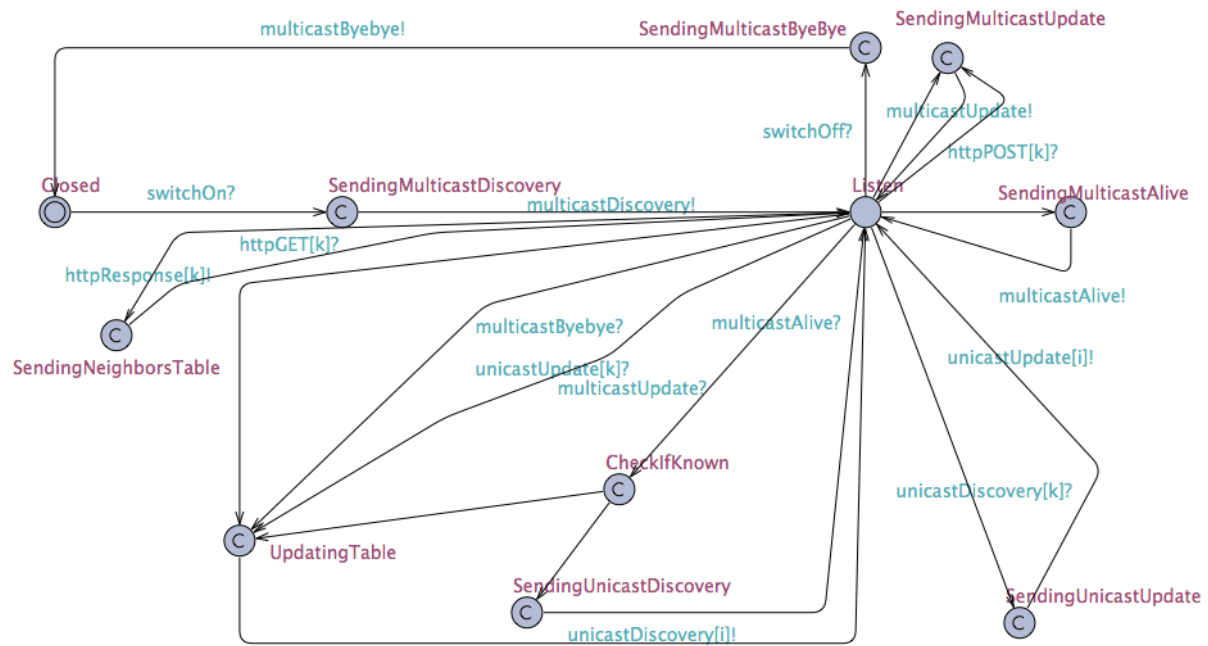 SendingMulticastUpdate
multicastByebye!
SendingMulticastByeBye
multicastUpdate!
switchOff?
httpPOST[k]?
Closed
switchOn?
SendingMulticastDiscovery
Listen
SendingMulticastAlive
multicastDiscovery!
httpGET[k]?
httpResponse[k]!
multicastAlive!
multicastByebye?
multicastAlive?
SendingNeighborsTable
unicastUpdate[k]?
unicastUpdate[i]!
multicastUpdate?
CheckIfKnown
unicastDiscovery[k]?
UpdatingTable
SendingUnicastDiscovery
SendingUnicastUpdate
unicastDiscovery[i]!
C
C
C
C
C
C
C
C
C